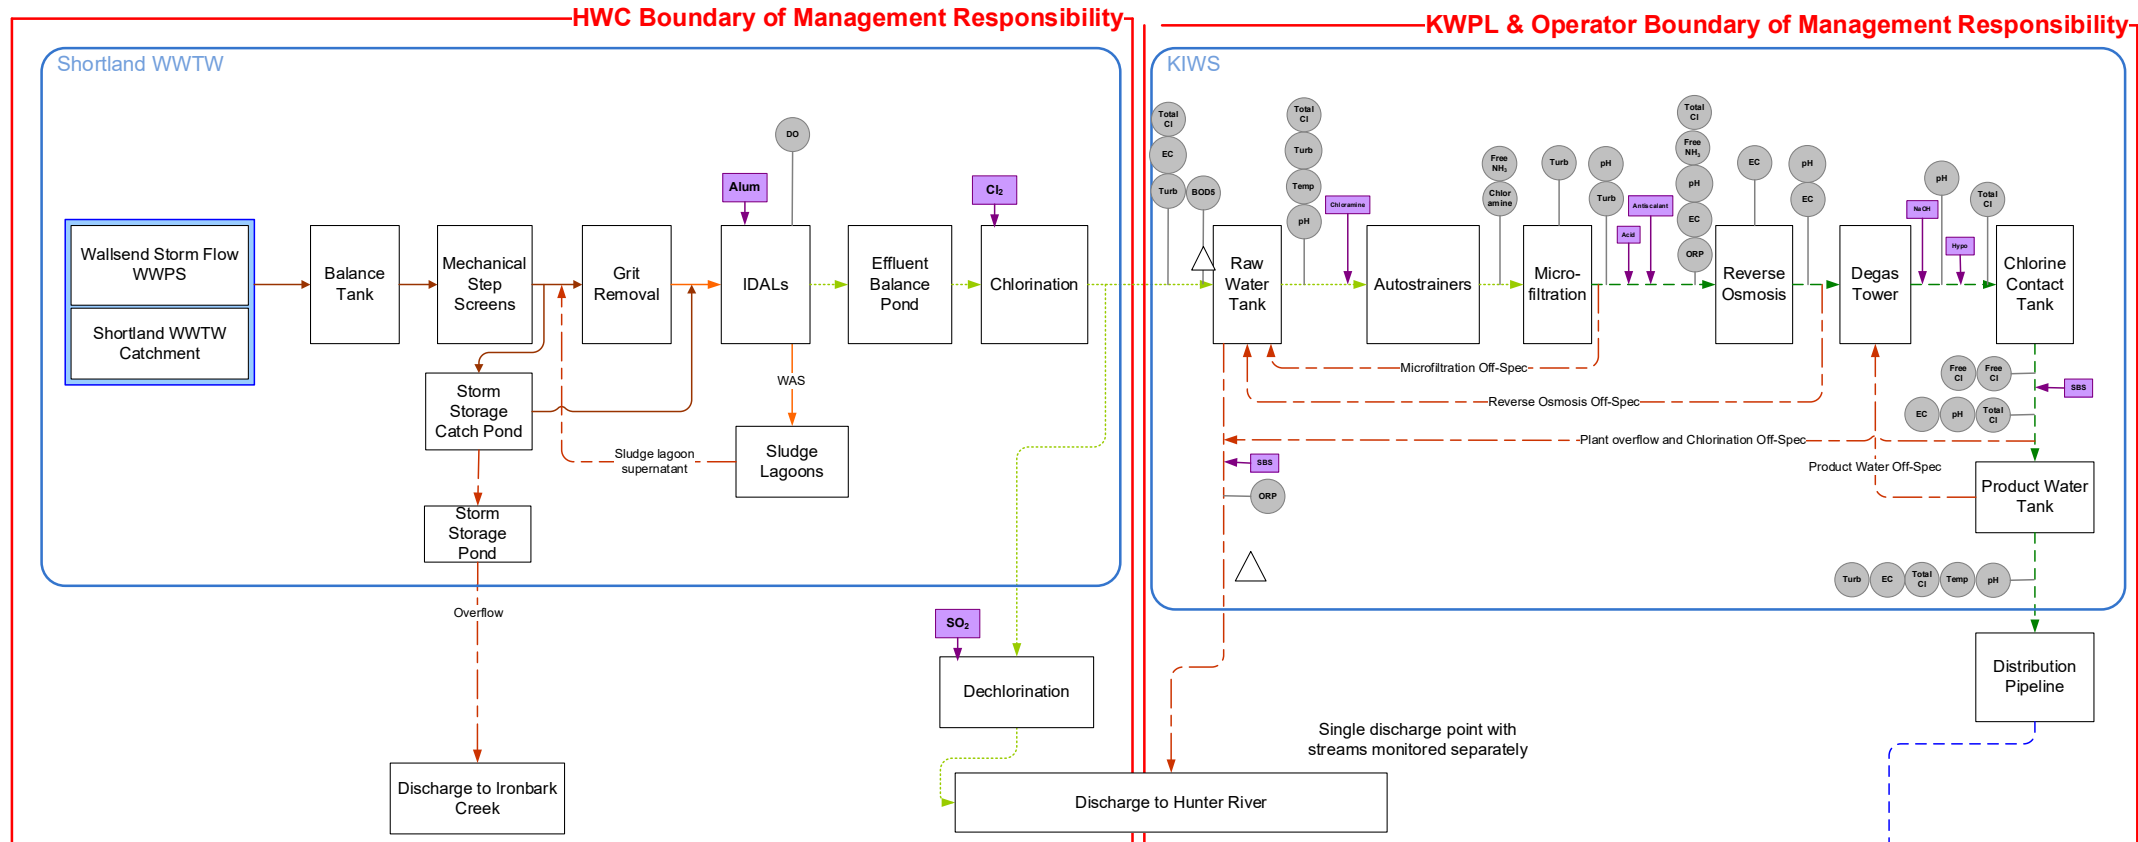 HWC Boundary of Management Responsibility
KWPL & Operator Boundary of Management Responsibility
Shortland WWTW
KIWS
Wallsend Storm Flow
WWPS
Shortland WWTW
Catchment
Balance
Tank
Mechanical
Step
Screens
Grit
Removal
Alum
DO
IDALs
Effluent
Balance
Pond
Cl₂
Chlorination
Storm
Storage
Catch Pond
WAS
Sludge
Lagoons
Sludge lagoon
supernatant
Storm
Storage
Pond
Overflow
Discharge to Ironbark
Creek
SO₂
Dechlorination
Discharge to Hunter River
Single discharge point with
streams monitored separately
Total
Cl
EC
Turb
BOD5
Raw
Water
Tank
Total
Cl
Turb
Temp
pH
Chloramine
Autostrainers
Free
NH₃
Chlor
amine
Turb
Micro-
filtration
pH
Turb
Acid
Antiscalant
Total
Cl
Free
NH₃
pH
EC
ORP
EC
Reverse
Osmosis
pH
EC
Degas
Tower
NaOH
pH
Hypo
Total
Cl
Chlorine
Contact
Tank
Microfiltration Off-Spec
Reverse Osmosis Off-Spec
Plant overflow and Chlorination Off-Spec
Product Water Off-Spec
Free
Cl
Free
Cl
SBS
EC
pH
Total
Cl
SBS
ORP
Product Water
Tank
Turb
EC
Total
Cl
Temp
pH
Distribution
Pipeline